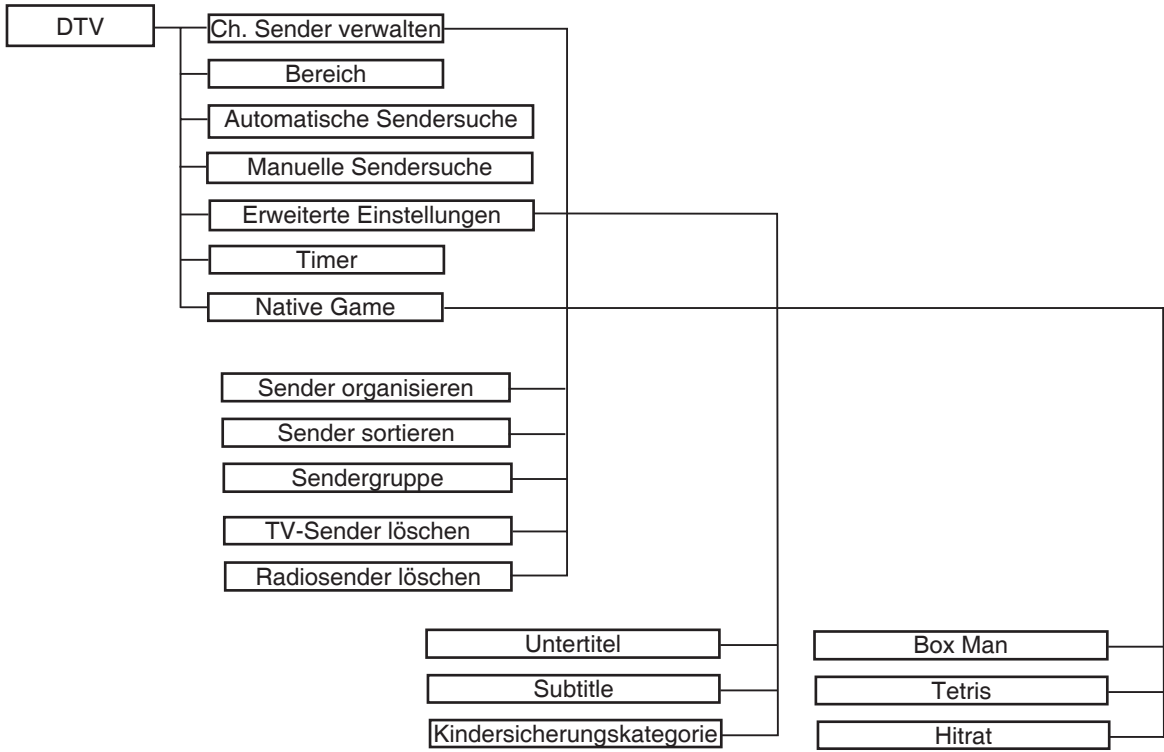 DTV
Ch. Sender verwalten
Bereich
Automatische Sendersuche
Manuelle Sendersuche
Erweiterte Einstellungen
Timer
Native Game
Sender organisieren
Sender sortieren
Sendergruppe
TV-Sender löschen
Radiosender löschen
Untertitel
Subtitle
Kindersicherungskategorie
Box Man
Tetris
Hitrat